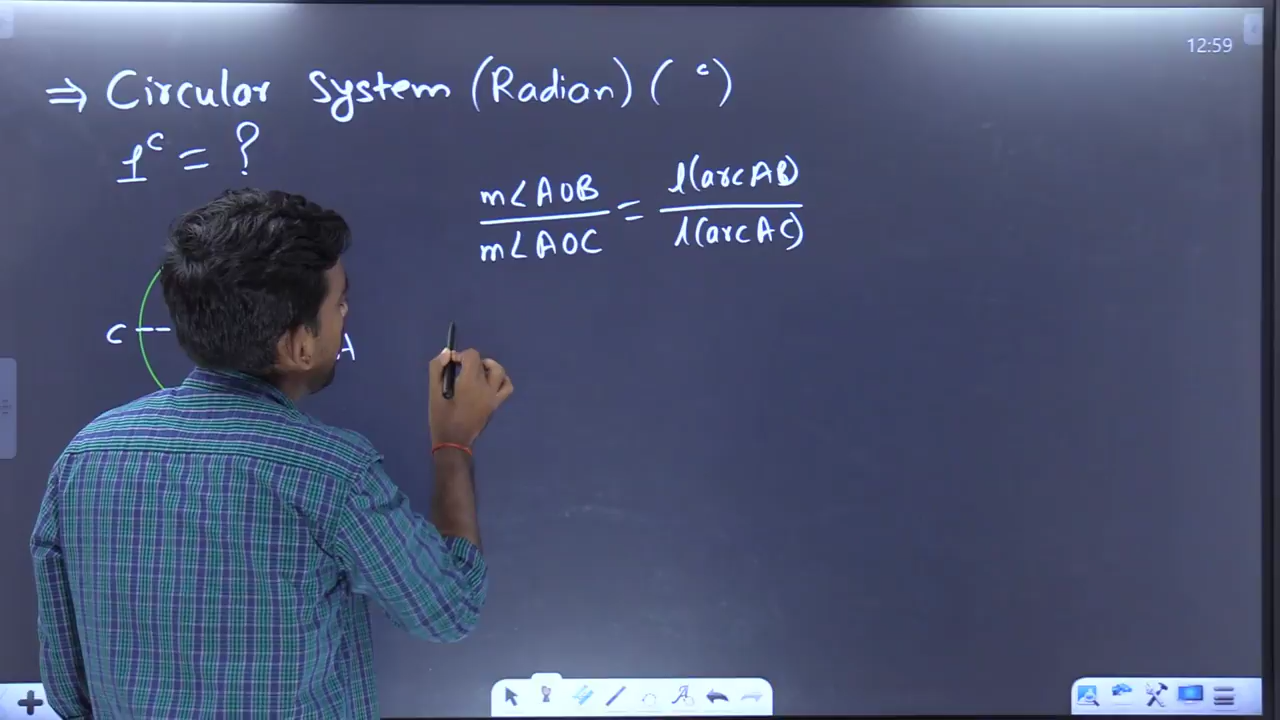 12:59
⇒ Circular System (Radian) ( ᶜ)
1ᶜ = ?
m∠AOB / m∠AOC = l(arc AB) / l(arc AC)
C
A